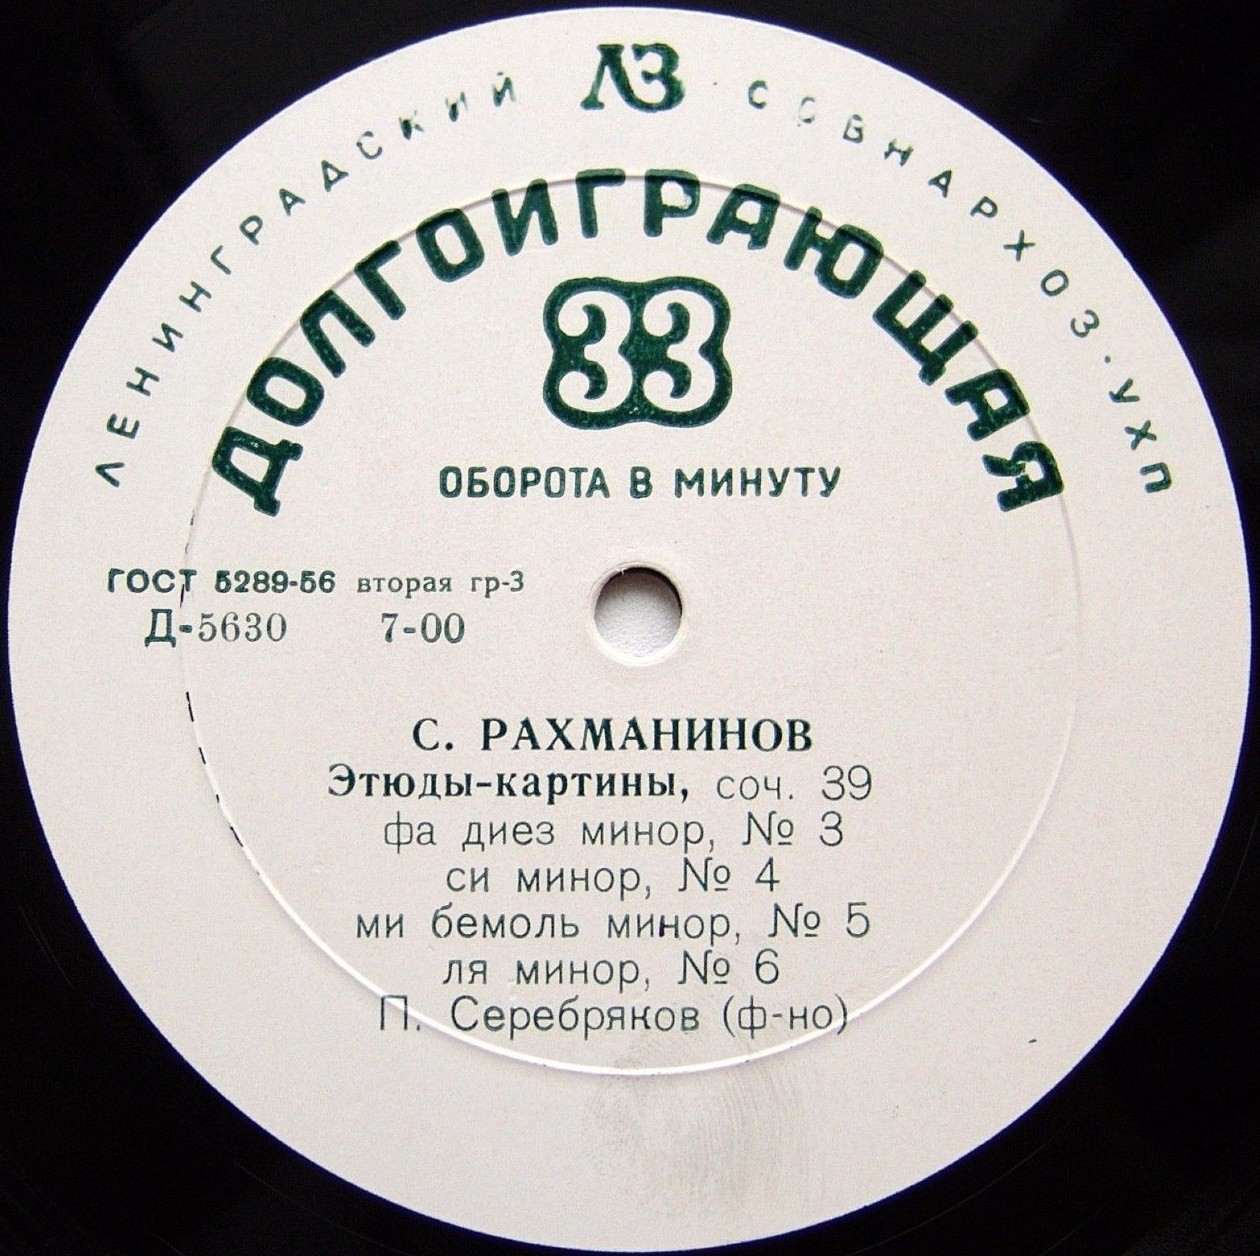 ЛЗ
ЛЕНИНГРАДСКИЙ СОВНАРХОЗ · УХП
ДОЛГОИГРАЮЩАЯ
33
ОБОРОТА В МИНУТУ
ГОСТ 5289-56 вторая гр-3
Д-5630 7-00
С. РАХМАНИНОВ
Этюды-картины, соч. 39
фа диез минор, № 3
си минор, № 4
ми бемоль минор, № 5
ля минор, № 6
П. Серебряков (ф-но)